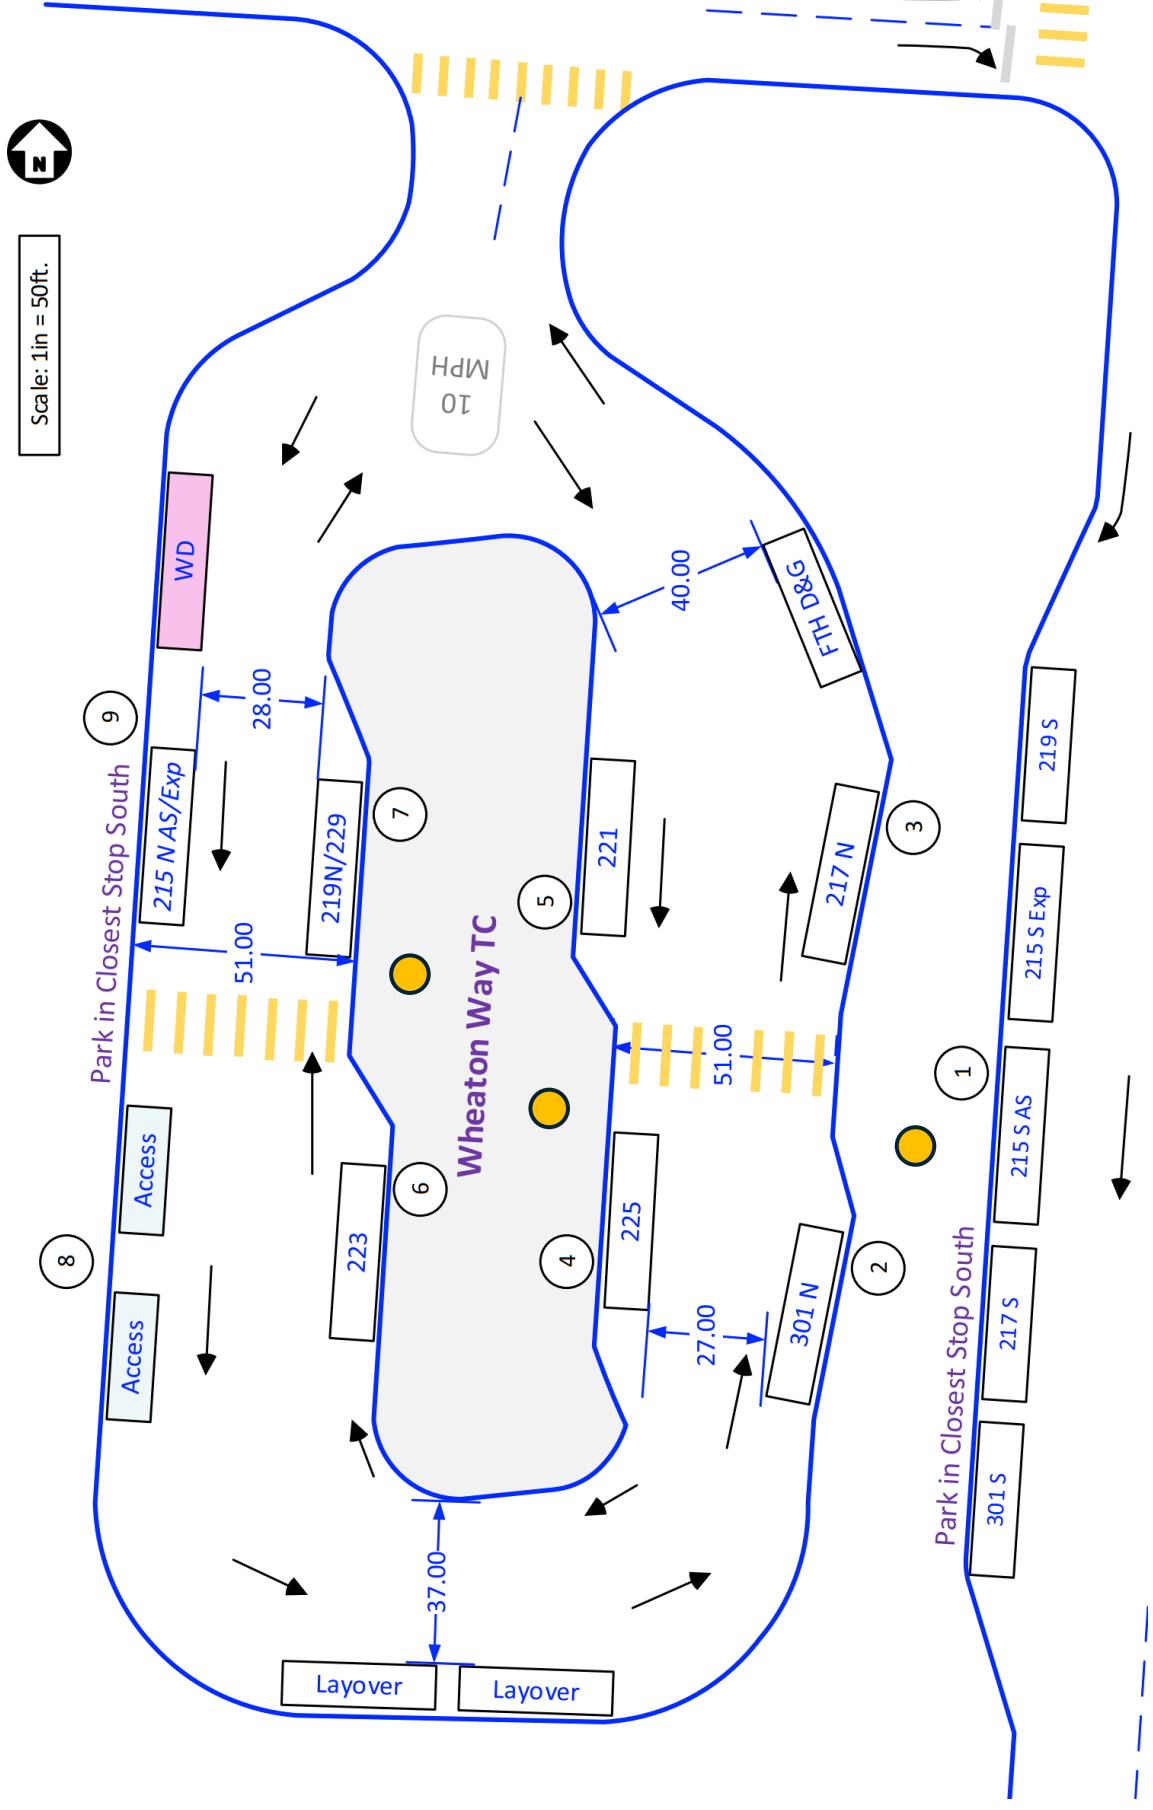 N
Scale: 1in = 50ft.
10
MPH
WD
40.00
FTH D&G
28.00
9
219 S
Park in Closest Stop South
215 N AS/Exp
219N/229
7
221
5
217 N
3
215 S Exp
51.00
Wheaton Way TC
51.00
1
215 S AS
Access
8
Access
223
6
4
225
27.00
301 N
2
217 S
Park in Closest Stop South
301 S
37.00
Layover
Layover